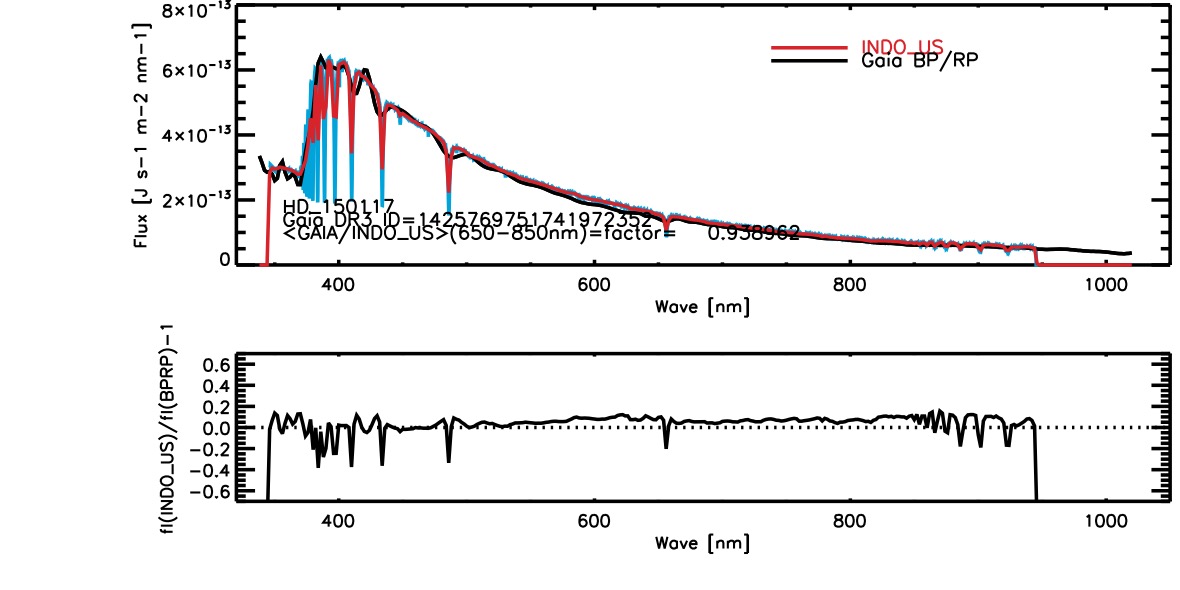 8×10−13
6×10−13
4×10−13
2×10−13
0
Flux [J s−1 m−2 nm−1]
INDO_US
Gaia BP/RP
HD_150117
Gaia DR3 ID=1425769751741972352
<GAIA/INDO_US>(650−850nm)=factor= 0.938962
400 600 800 1000
Wave [nm]
0.6
0.4
0.2
0.0
−0.2
−0.4
−0.6
fl(INDO_US)/fl(BPRP)−1
400 600 800 1000
Wave [nm]